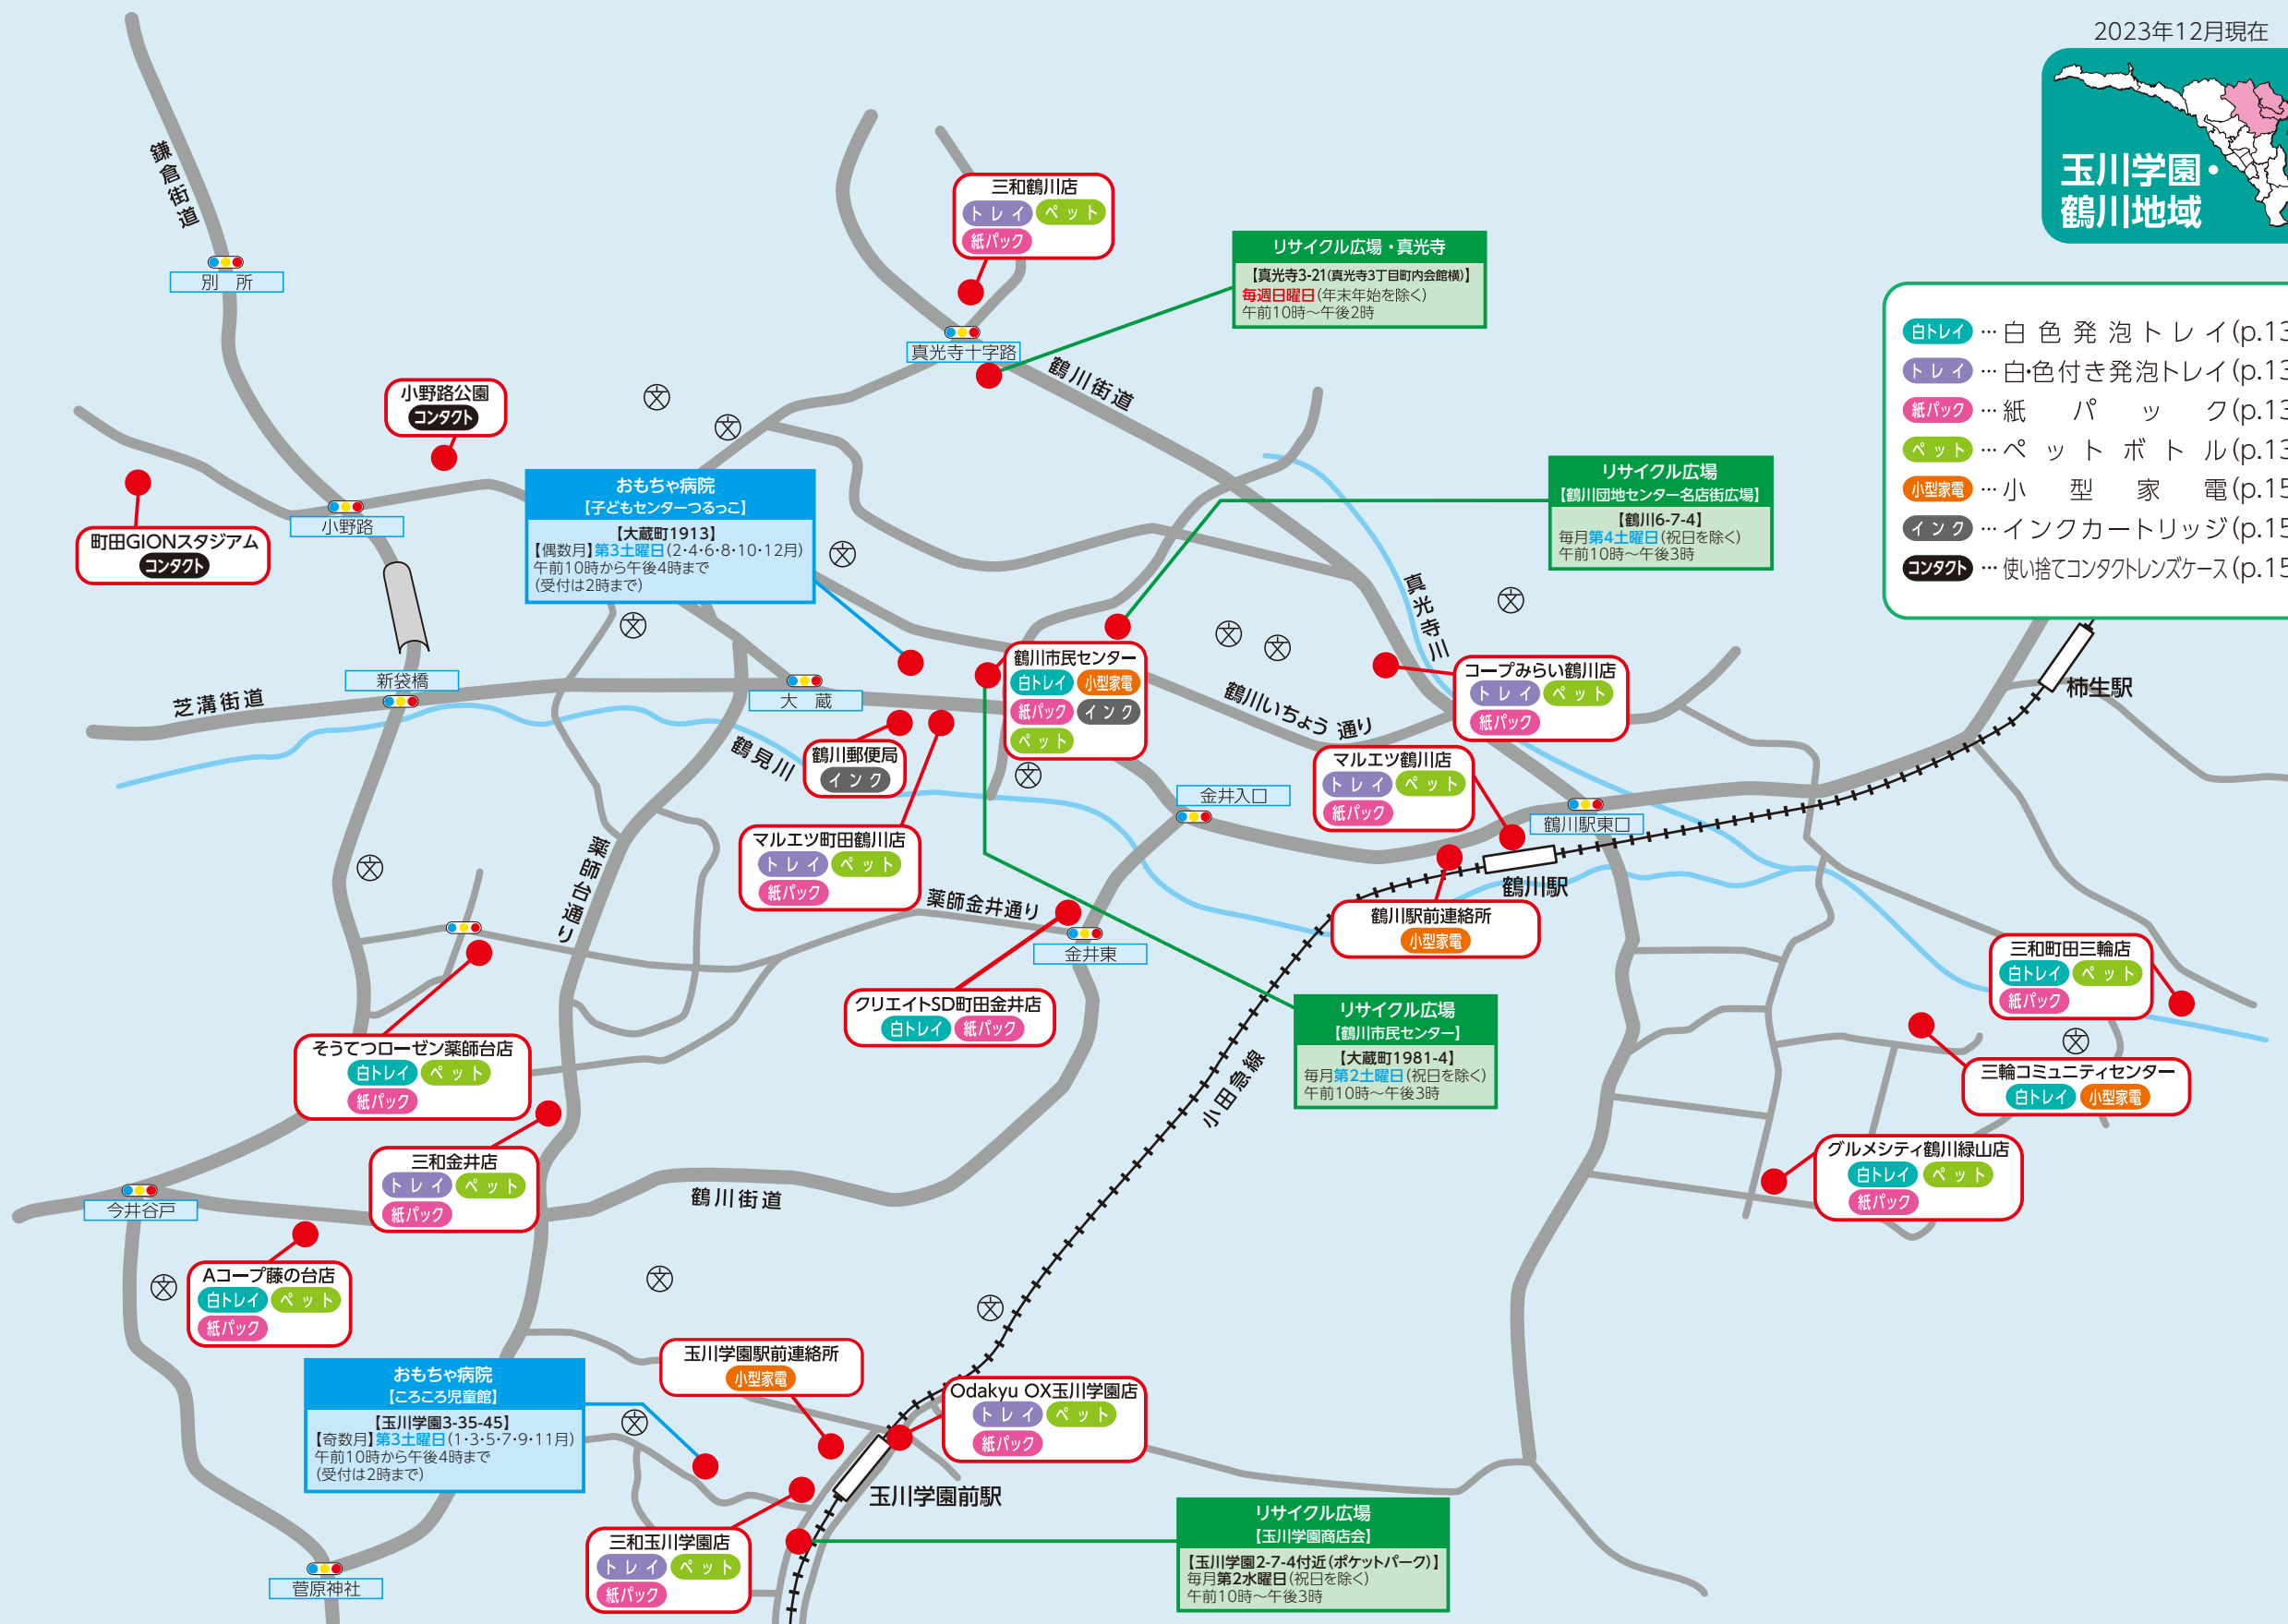 2023年12月現在
玉川学園・
鶴川地域
白トレイ…白色発泡トレイ(p.13
トレイ…白・色付き発泡トレイ(p.13
紙パック…紙パック(p.13
ペット…ペットボトル(p.13
小型家電…小型家電(p.15
インク…インクカートリッジ(p.15
コンタクト…使い捨てコンタクトレンズケース(p.15
鎌倉街道
別所
三和鶴川店
トレイ ペット
紙パック
リサイクル広場・真光寺
【真光寺3-21(真光寺3丁目町内会館横)】
毎週日曜日(年末年始を除く)
午前10時～午後2時
真光寺十字路
鶴川街道
小野路公園
コンタクト
町田GIONスタジアム
コンタクト
小野路
おもちゃ病院
【子どもセンターつるっこ】
【大蔵町1913】
【偶数月】第3土曜日(2・4・6・8・10・12月)
午前10時から午後4時まで
(受付は2時まで)
リサイクル広場
【鶴川団地センター名店街広場】
【鶴川6-7-4】
毎月第4土曜日(祝日を除く)
午前10時～午後3時
真光寺川
新袋橋
芝溝街道
大蔵
鶴見川
鶴川市民センター
白トレイ 小型家電
紙パック インク
ペット
鶴川いちょう通り
コープみらい鶴川店
トレイ ペット
紙パック
柿生駅
鶴川郵便局
インク
マルエツ鶴川店
トレイ ペット
紙パック
金井入口
鶴川駅東口
マルエツ町田鶴川店
トレイ ペット
紙パック
鶴川駅
薬師台通り
薬師金井通り
金井東
鶴川駅前連絡所
小型家電
クリエイトSD町田金井店
白トレイ 紙パック
三和町田三輪店
白トレイ ペット
紙パック
リサイクル広場
【鶴川市民センター】
【大蔵町1981-4】
毎月第2土曜日(祝日を除く)
午前10時～午後3時
小田急線
そうてつローゼン薬師台店
白トレイ ペット
紙パック
三輪コミュニティセンター
白トレイ 小型家電
三和金井店
トレイ ペット
紙パック
グルメシティ鶴川緑山店
白トレイ ペット
紙パック
今井谷戸
鶴川街道
Aコープ藤の台店
白トレイ ペット
紙パック
おもちゃ病院
【ころころ児童館】
【玉川学園3-35-45】
【奇数月】第3土曜日(1・3・5・7・9・11月)
午前10時から午後4時まで
(受付は2時まで)
玉川学園駅前連絡所
小型家電
Odakyu OX玉川学園店
トレイ ペット
紙パック
玉川学園前駅
三和玉川学園店
トレイ ペット
紙パック
リサイクル広場
【玉川学園商店会】
【玉川学園2-7-4付近(ポケットパーク)】
毎月第2水曜日(祝日を除く)
午前10時～午後3時
菅原神社